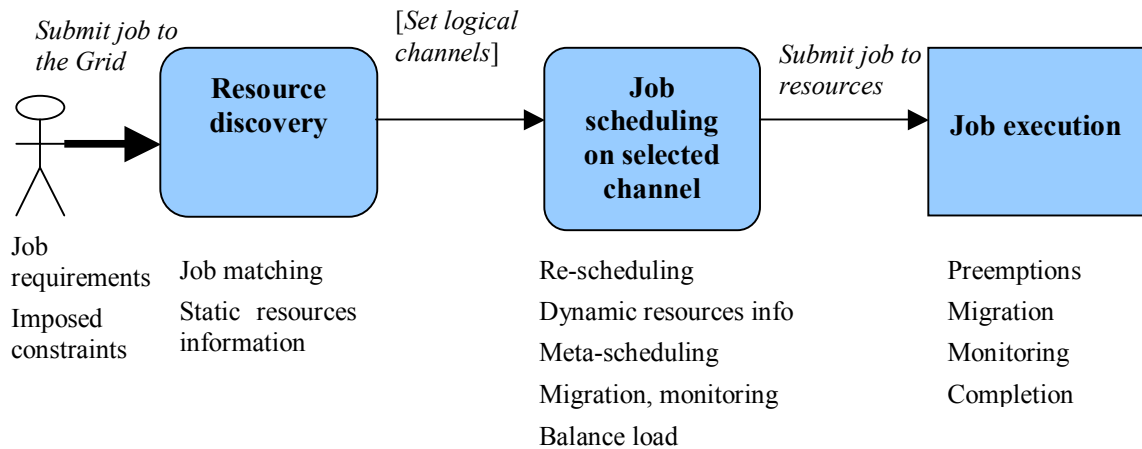 Submit job to
the Grid
Resource
discovery
[Set logical
channels]
Job
scheduling
on selected
channel
Submit job to
resources
Job execution
Job
requirements
Imposed
constraints
Job matching
Static resources
information
Re-scheduling
Dynamic resources info
Meta-scheduling
Migration, monitoring
Balance load
Preemptions
Migration
Monitoring
Completion